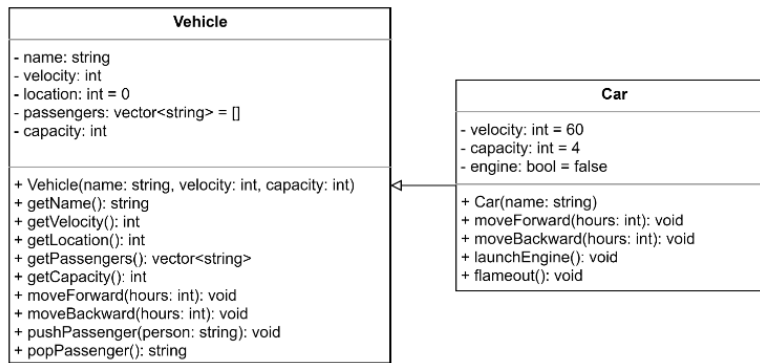 Vehicle
- name: string
- velocity: int
- location: int = 0
- passengers: vector<string> = []
- capacity: int
+ Vehicle(name: string, velocity: int, capacity: int)
+ getName(): string
+ getVelocity(): int
+ getLocation(): int
+ getPassengers(): vector<string>
+ getCapacity(): int
+ moveForward(hours: int): void
+ moveBackward(hours: int): void
+ pushPassenger(person: string): void
+ popPassenger(): string
Car
- velocity: int = 60
- capacity: int = 4
- engine: bool = false
+ Car(name: string)
+ moveForward(hours: int): void
+ moveBackward(hours: int): void
+ launchEngine(): void
+ flameout(): void